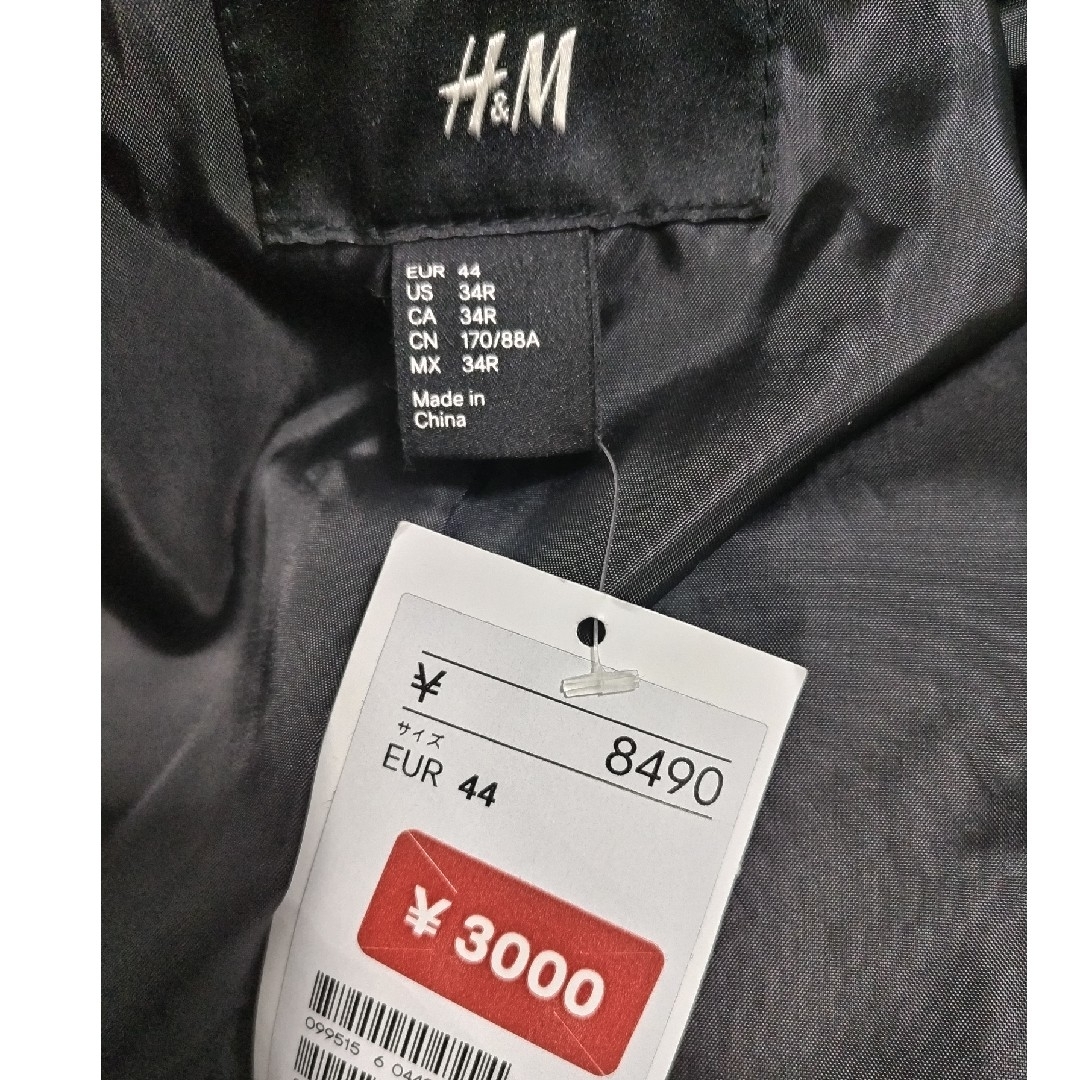 H&M
EUR 44
US 34R
CA 34R
CN 170/88A
MX 34R
Made in
China
¥ 8490
サイズ
EUR 44
¥ 3000
099515 6